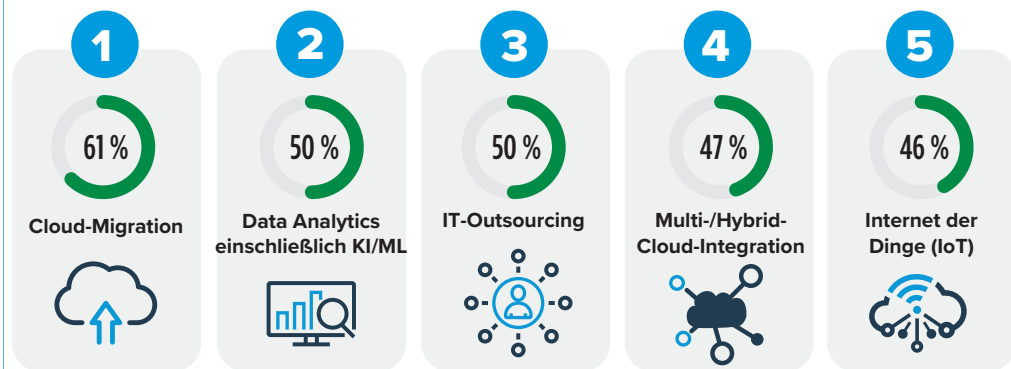 1
61 %
Cloud-Migration
2
50 %
Data Analytics
einschließlich KI/ML
3
50 %
IT-Outsourcing
4
47 %
Multi-/Hybrid-
Cloud-Integration
5
46 %
Internet der
Dinge (IoT)